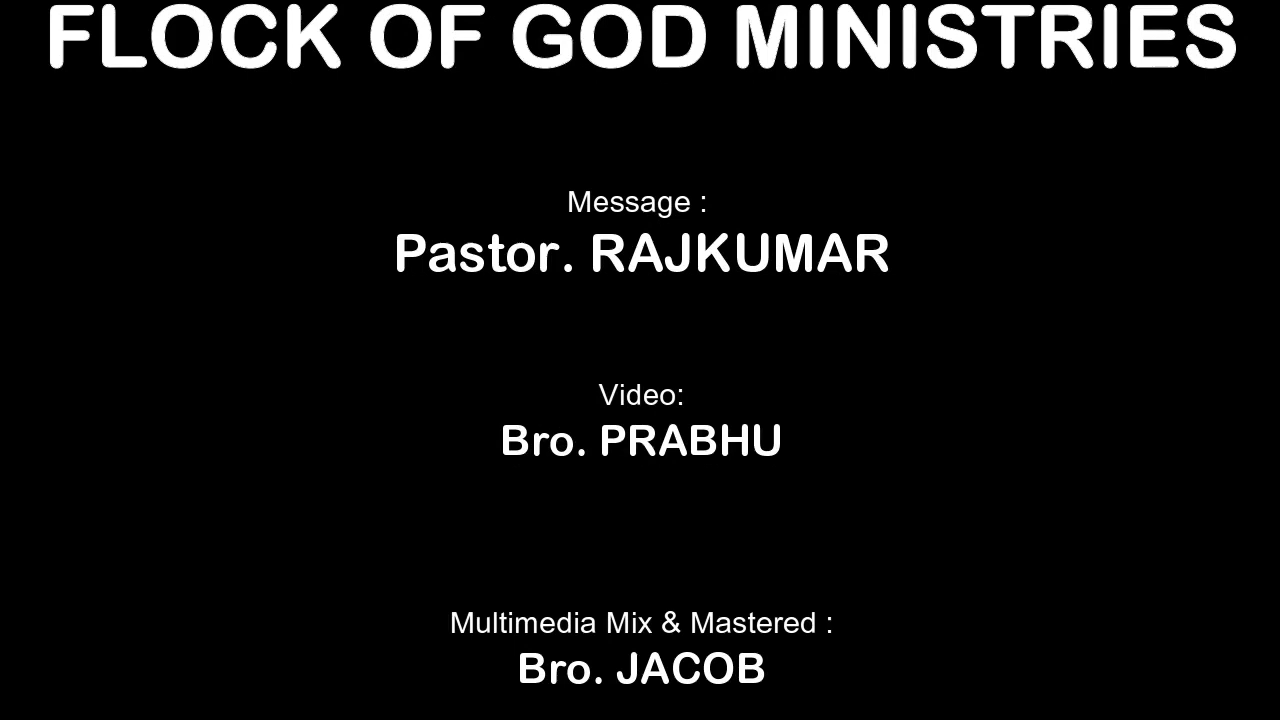 FLOCK OF GOD MINISTRIES
Message :
Pastor. RAJKUMAR
Video:
Bro. PRABHU
Multimedia Mix & Mastered :
Bro. JACOB